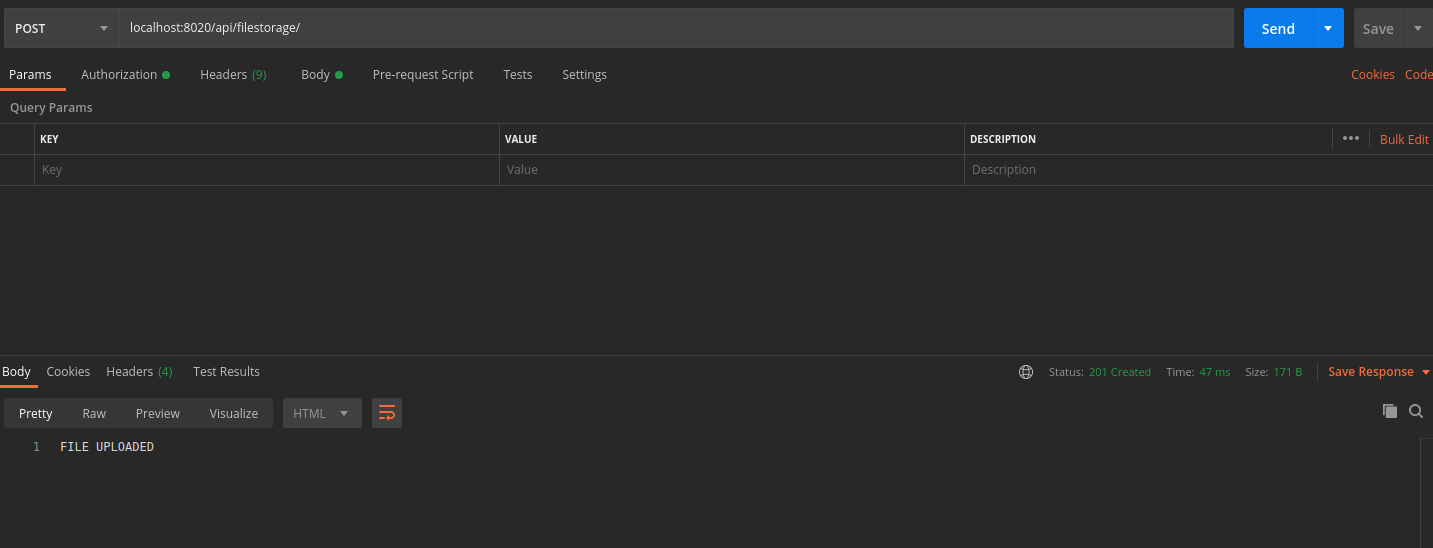 POST localhost:8020/api/filestorage/ Send Save
Params Authorization Headers (9) Body Pre-request Script Tests Settings Cookies Code
Query Params
KEY VALUE DESCRIPTION Bulk Edit
Key Value Description
Body Cookies Headers (4) Test Results Status: 201 Created Time: 47 ms Size: 171 B Save Response
Pretty Raw Preview Visualize HTML
1 FILE UPLOADED